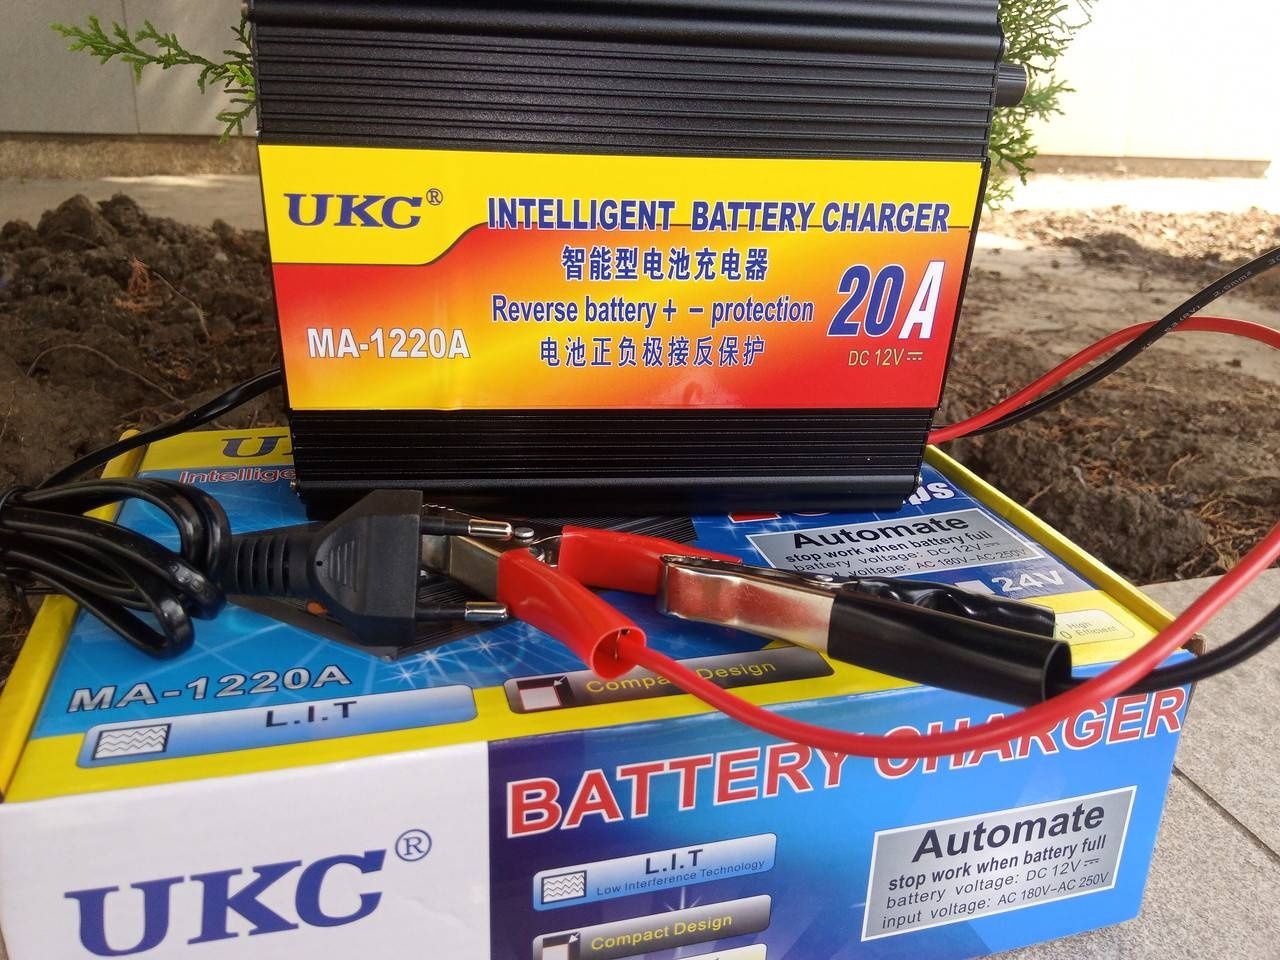 UKC®
INTELLIGENT BATTERY CHARGER
智能型电池充电器
Reverse battery + - protection
电池正负极接反保护
MA-1220A
20A
DC 12V
Automate
stop work when battery full
battery voltage: DC 12V
voltage: AC 180V-AC 250V
24V
High
Efficient
MA-1220A
L.I.T
Compact Design
BATTERY CHARGER
UKC®
L.I.T
Low Interference Technology
Compact Design
Automate
stop work when battery full
battery voltage: DC 12V
input voltage: AC 180V-AC 250V